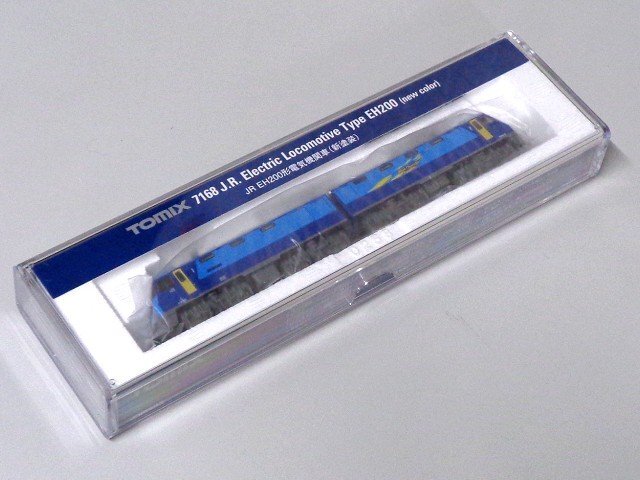 TOMIX 7168 J.R. Electric Locomotive Type EH200 (new color)
JR EH200形電気機関車(新塗装)